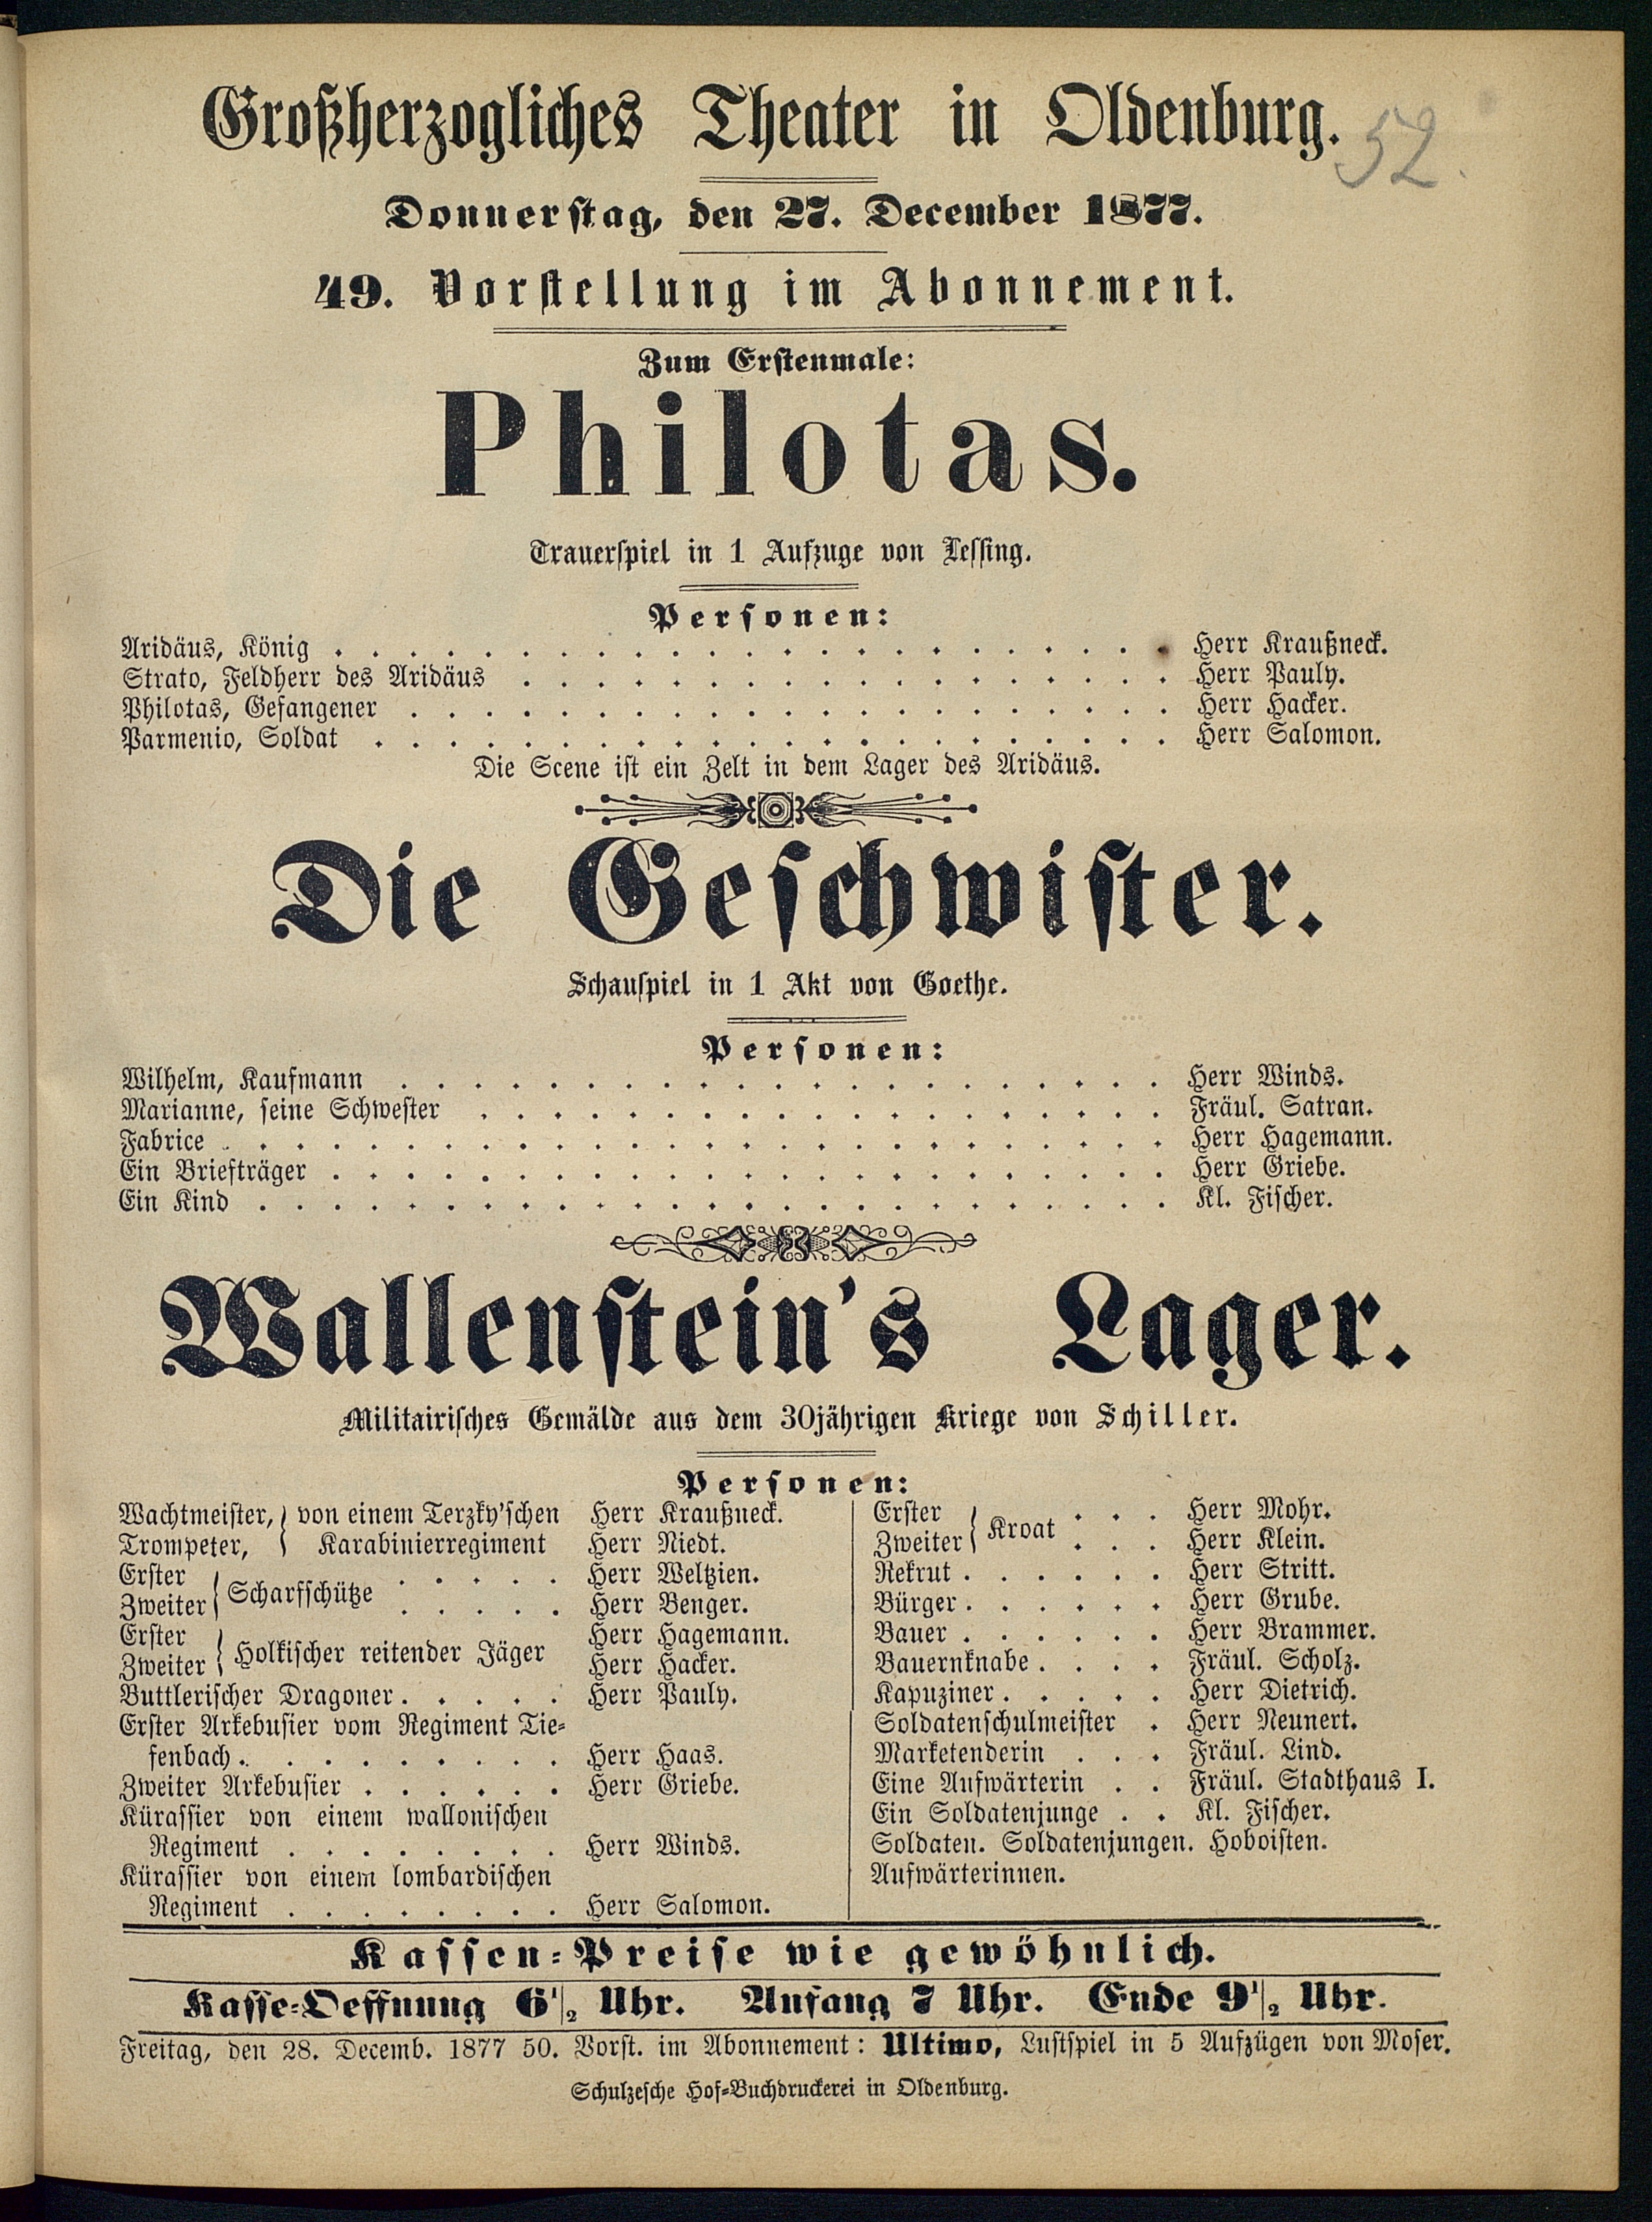 Großherzogliches Theater in Oldenburg.
52.
Donnerstag, den 27. December 1877.
49. Vorstellung im Abonnement.
Zum Erstenmale:
Philotas.
Trauerspiel in 1 Aufzuge von Lessing.
Personen:
Aridäus, König . . . . . . . . . . Herr Kraußneck.
Strato, Feldherr des Aridäus . . . . . . . . . . Herr Pauly.
Philotas, Gefangener . . . . . . . . . . Herr Hacker.
Parmenio, Soldat . . . . . . . . . . Herr Salomon.
Die Scene ist ein Zelt in dem Lager des Aridäus.
Die Geschwister.
Schauspiel in 1 Akt von Goethe.
Personen:
Wilhelm, Kaufmann . . . . . . . . . . Herr Winds.
Marianne, seine Schwester . . . . . . . . . . Fräul. Satran.
Fabrice . . . . . . . . . . Herr Hagemann.
Ein Briefträger . . . . . . . . . . Herr Griebe.
Ein Kind . . . . . . . . . . Kl. Fischer.
Wallenstein's Lager.
Militairisches Gemälde aus dem 30jährigen Kriege von Schiller.
Personen:
Wachtmeister, } von einem Terzky'schen Herr Kraußneck.
Trompeter, } Karabinierregiment Herr Niedt.
Erster
Zweiter } Scharfschütze . . . . . Herr Weltzien.
. . . . . Herr Benger.
Erster
Zweiter } Holkischer reitender Jäger Herr Hagemann.
Herr Hacker.
Buttlerischer Dragoner . . . . . Herr Pauly.
Erster Arkebusier vom Regiment Tie-
fenbach . . . . . . . . . Herr Haas.
Zweiter Arkebusier . . . . . . Herr Griebe.
Kürassier von einem wallonischen
Regiment . . . . . . . . Herr Winds.
Kürassier von einem lombardischen
Regiment . . . . . . . . Herr Salomon.
Erster
Zweiter } Kroat . . . Herr Mohr.
. . . Herr Klein.
Rekrut . . . . . . Herr Stritt.
Bürger . . . . . . Herr Grube.
Bauer . . . . . . Herr Brammer.
Bauernknabe . . . . Fräul. Scholz.
Kapuziner . . . . . Herr Dietrich.
Soldatenschulmeister . Herr Neunert.
Marketenderin . . . Fräul. Lind.
Eine Aufwärterin . . Fräul. Stadthaus I.
Ein Soldatenjunge . . Kl. Fischer.
Soldaten. Soldatenjungen. Hoboisten.
Aufwärterinnen.
Kassen-Preise wie gewöhnlich.
Kasse-Oeffnung 6 1/2 Uhr. Anfang 7 Uhr. Ende 9 1/2 Uhr.
Freitag, den 28. Decemb. 1877 50. Vorst. im Abonnement: Ultimo, Lustspiel in 5 Aufzügen von Moser.
Schulzesche Hof-Buchdruckerei in Oldenburg.